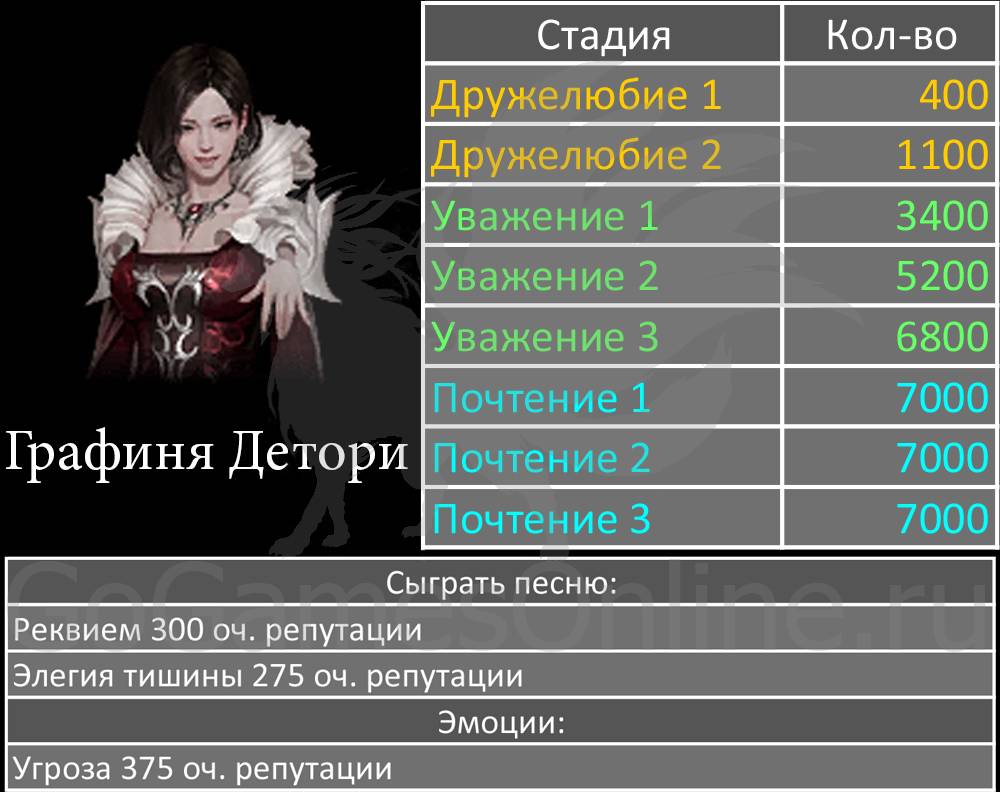 Стадия Кол-во
Дружелюбие 1 400
Дружелюбие 2 1100
Уважение 1 3400
Уважение 2 5200
Уважение 3 6800
Почтение 1 7000
Почтение 2 7000
Почтение 3 7000
Графиня Детори
Сыграть песню:
GoGamesOnline.ru
Реквием 300 оч. репутации
Элегия тишины 275 оч. репутации
Эмоции:
Угроза 375 оч. репутации